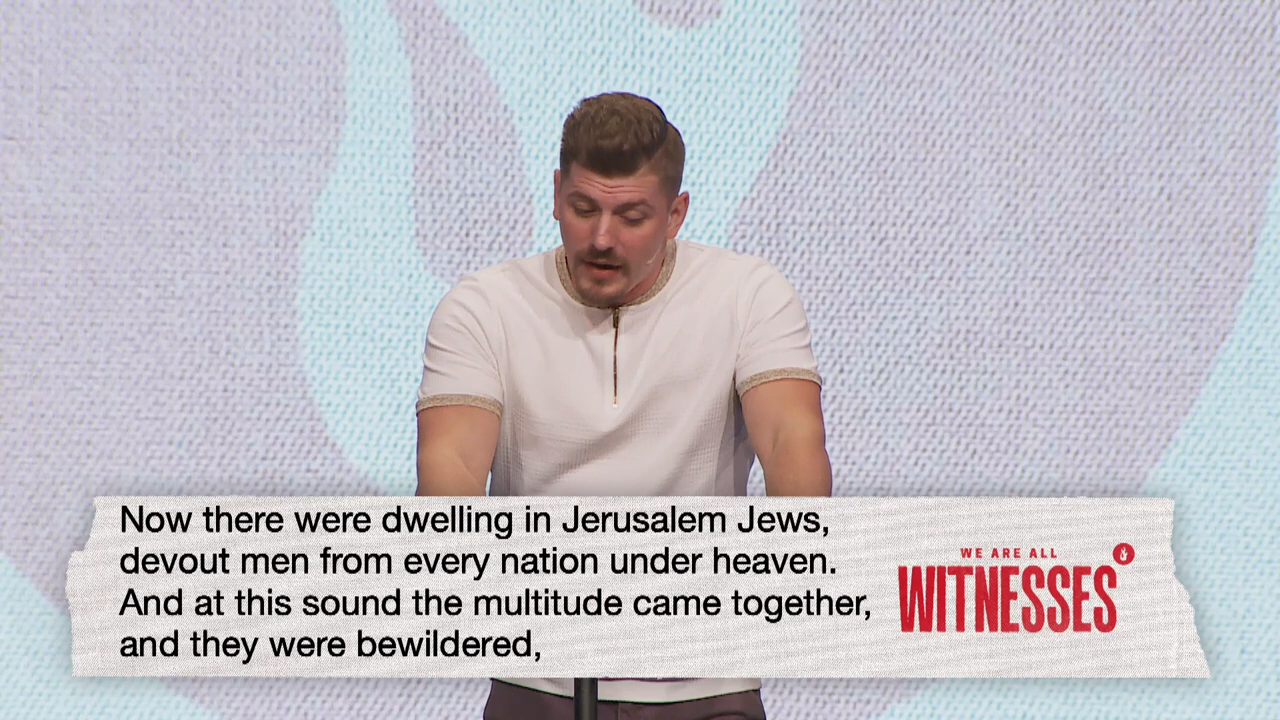 Now there were dwelling in Jerusalem Jews,
devout men from every nation under heaven.
And at this sound the multitude came together,
and they were bewildered,
WE ARE ALL
WITNESSES